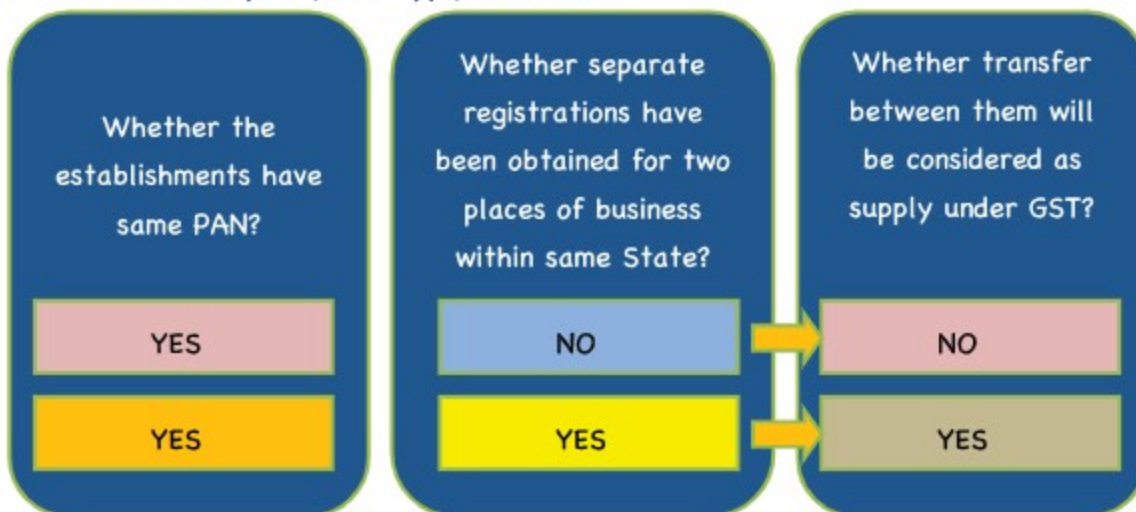 Whether the
establishments have
same PAN?
YES
YES
Whether separate
registrations have
been obtained for two
places of business
within same State?
NO
YES
Whether transfer
between them will
be considered as
supply under GST?
NO
YES